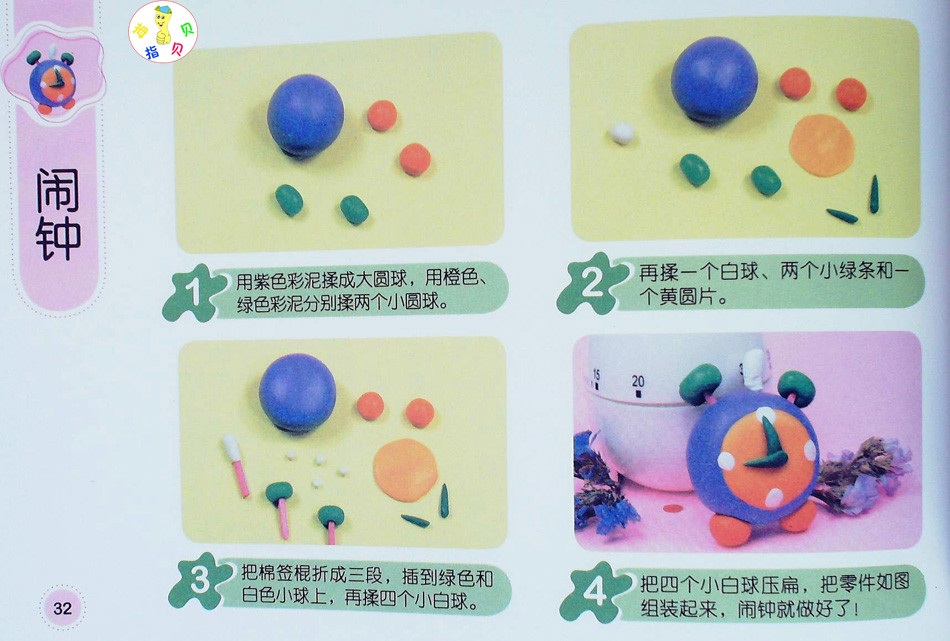 吉
指
贝
贝
闹
钟
1
用紫色彩泥揉成大圆球，用橙色、
绿色彩泥分别揉两个小圆球。
2
再揉一个白球、两个小绿条和一
个黄圆片。
3
把棉签棍折成三段，插到绿色和
白色小球上，再揉四个小白球。
15
20
4
把四个小白球压扁，把零件如图
组装起来，闹钟就做好了！
32